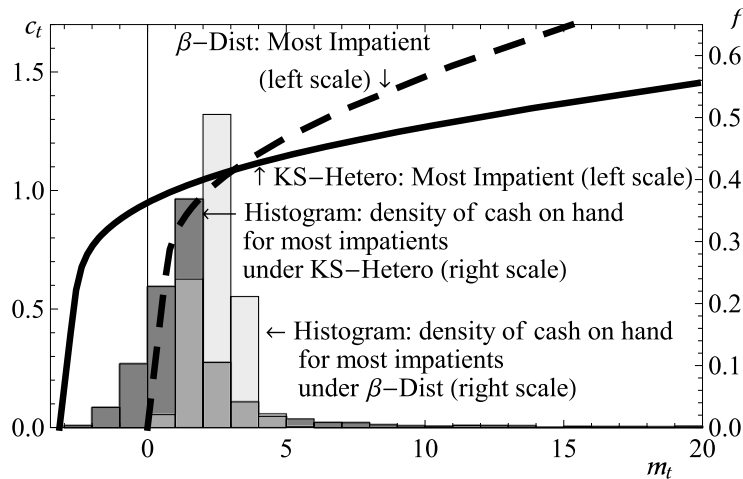 c_t
f
β−Dist: Most Impatient
(left scale) ↓
↑ KS−Hetero: Most Impatient (left scale)
← Histogram: density of cash on hand
for most impatients
under KS−Hetero (right scale)
← Histogram: density of cash on hand
for most impatients
under β−Dist (right scale)
1.5
1.0
0.5
0.0
0.6
0.5
0.4
0.3
0.2
0.1
0.0
0 5 10 15 20
m_t